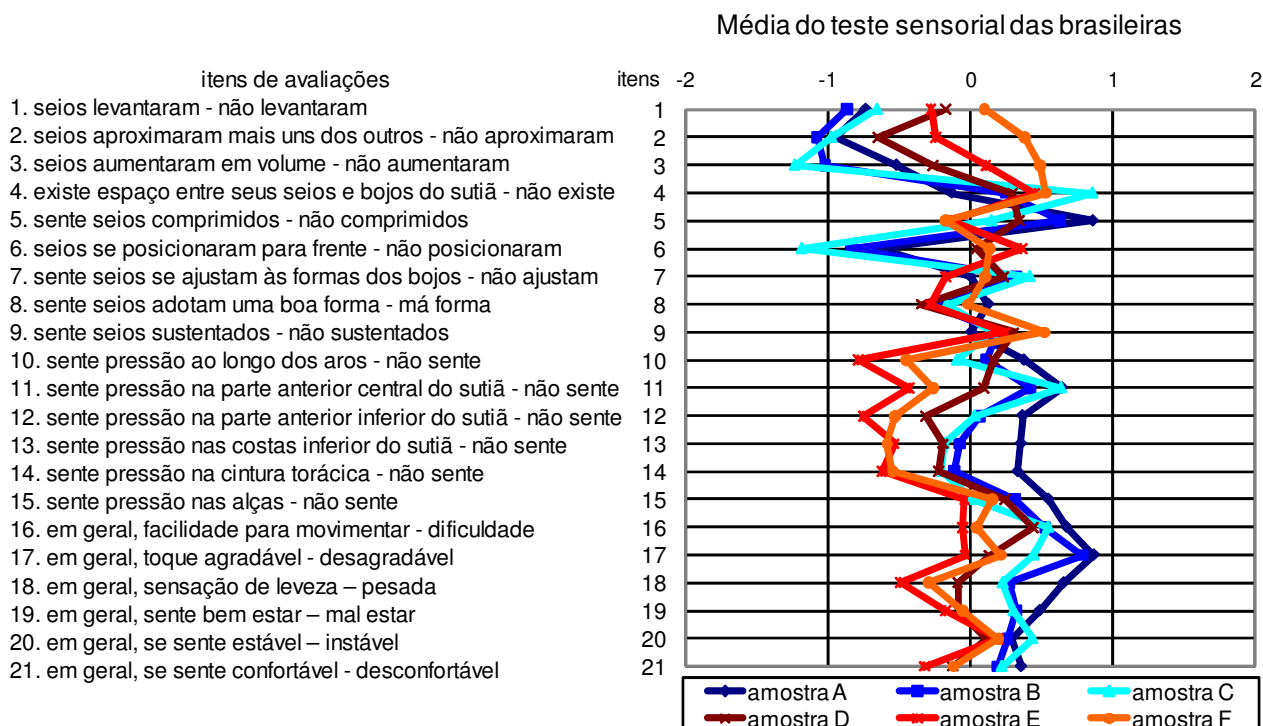 Média do teste sensorial das brasileiras
itens de avaliações itens -2 -1 0 1 2
1. seios levantaram - não levantaram 1
2. seios aproximaram mais uns dos outros - não aproximaram 2
3. seios aumentaram em volume - não aumentaram 3
4. existe espaço entre seus seios e bojos do sutiã - não existe 4
5. sente seios comprimidos - não comprimidos 5
6. seios se posicionaram para frente - não posicionaram 6
7. sente seios se ajustam às formas dos bojos - não ajustam 7
8. sente seios adotam uma boa forma - má forma 8
9. sente seios sustentados - não sustentados 9
10. sente pressão ao longo dos aros - não sente 10
11. sente pressão na parte anterior central do sutiã - não sente 11
12. sente pressão na parte anterior inferior do sutiã - não sente 12
13. sente pressão nas costas inferior do sutiã - não sente 13
14. sente pressão na cintura torácica - não sente 14
15. sente pressão nas alças - não sente 15
16. em geral, facilidade para movimentar - dificuldade 16
17. em geral, toque agradável - desagradável 17
18. em geral, sensação de leveza – pesada 18
19. em geral, sente bem estar – mal estar 19
20. em geral, se sente estável – instável 20
21. em geral, se sente confortável - desconfortável 21
amostra A amostra B amostra C
amostra D amostra E amostra F